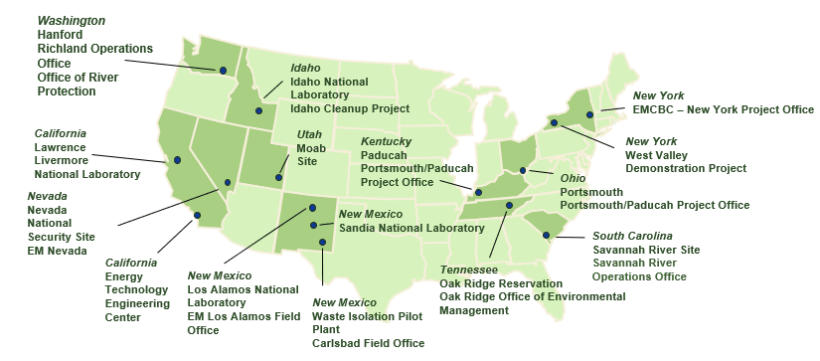 Washington
Hanford
Richland Operations
Office
Office of River
Protection
Idaho
Idaho National
Laboratory
Idaho Cleanup Project
New York
EMCBC – New York Project Office
California
Lawrence
Livermore
National Laboratory
Utah
Moab
Site
Kentucky
Paducah
Portsmouth/Paducah
Project Office
New York
West Valley
Demonstration Project
Ohio
Portsmouth
Portsmouth/Paducah Project Office
Nevada
Nevada
National
Security Site
EM Nevada
New Mexico
Sandia National Laboratory
South Carolina
Savannah River Site
Savannah River
Operations Office
California
Energy
Technology
Engineering
Center
New Mexico
Los Alamos National
Laboratory
EM Los Alamos Field
Office
New Mexico
Waste Isolation Pilot
Plant
Carlsbad Field Office
Tennessee
Oak Ridge Reservation
Oak Ridge Office of Environmental
Management